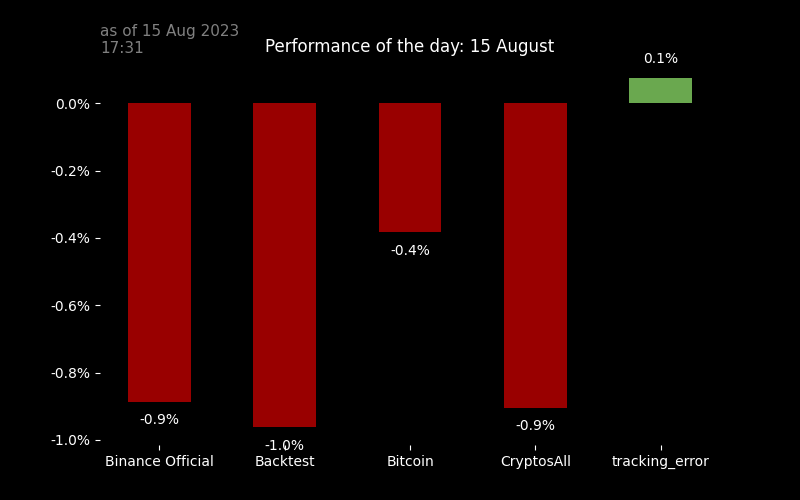 as of 15 Aug 2023
17:31
Performance of the day: 15 August
0.1%
0.0%
-0.2%
-0.4%
-0.4%
-0.6%
-0.8%
-0.9%
-0.9%
-1.0%
-1.0%
Binance Official
Backtest
Bitcoin
CryptosAll
tracking_error